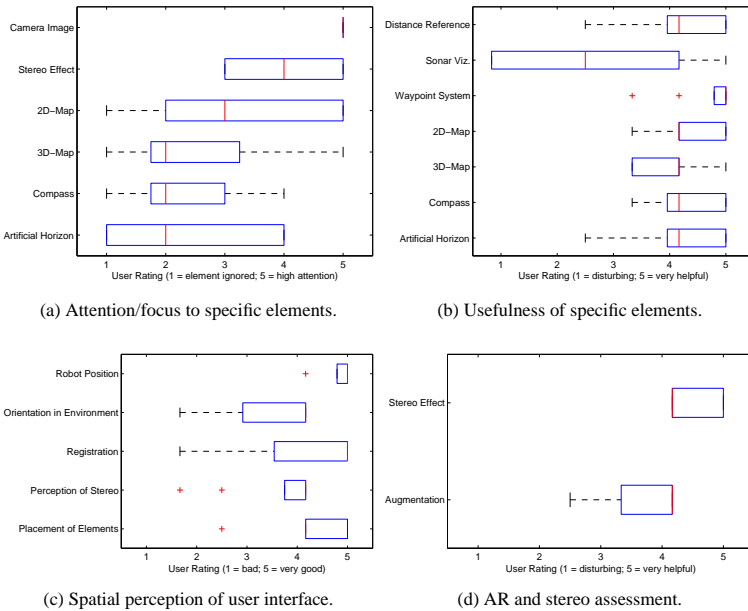 Camera Image
Stereo Effect
2D−Map
3D−Map
Compass
Artificial Horizon
1 2 3 4 5
User Rating (1 = element ignored; 5 = high attention)
(a) Attention/focus to specific elements.
Distance Reference
Sonar Viz.
Waypoint System
2D−Map
3D−Map
Compass
Artificial Horizon
1 2 3 4 5
User Rating (1 = disturbing; 5 = very helpful)
(b) Usefulness of specific elements.
Robot Position
Orientation in Environment
Registration
Perception of Stereo
Placement of Elements
1 2 3 4 5
User Rating (1 = bad; 5 = very good)
(c) Spatial perception of user interface.
Stereo Effect
Augmentation
1 2 3 4 5
User Rating (1 = disturbing; 5 = very helpful)
(d) AR and stereo assessment.